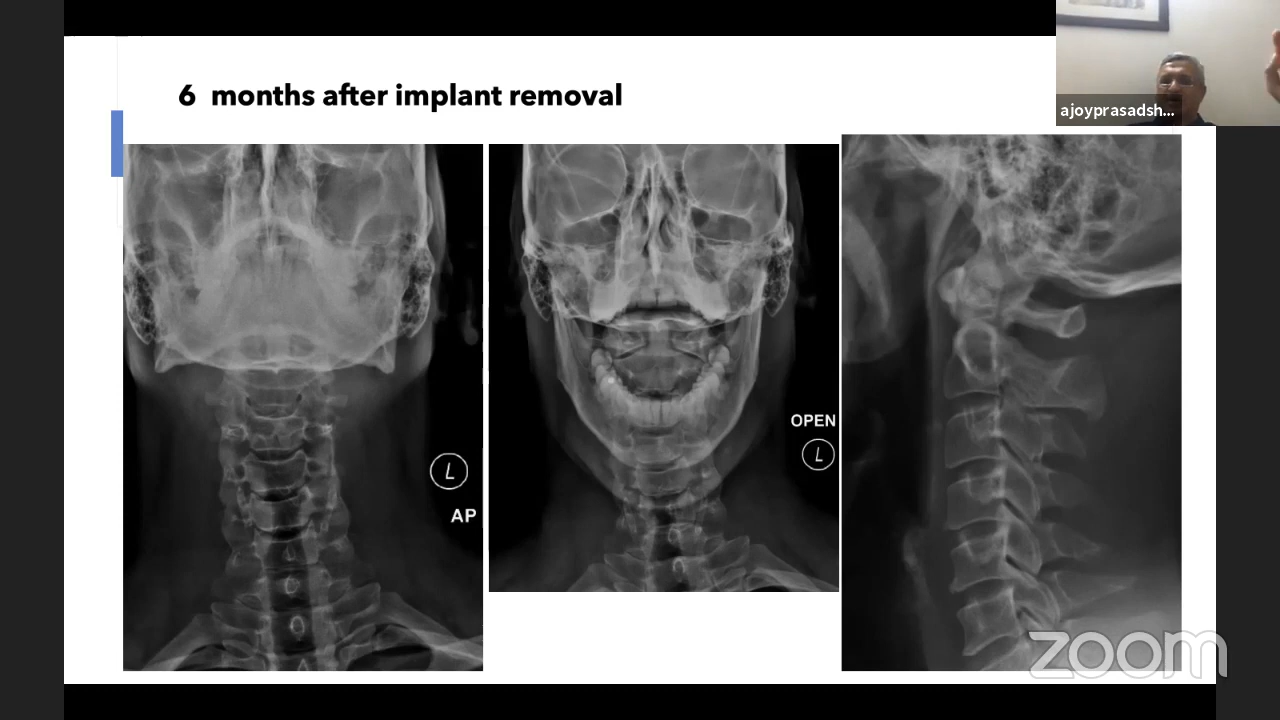 6 months after implant removal
ajoyprasadsh...
L
AP
OPEN
L
zoom